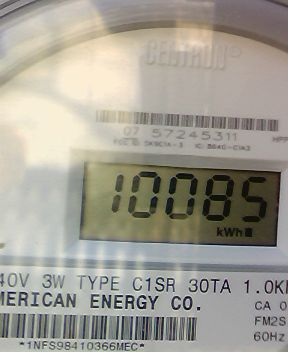 CENTRON®
07 57245311
10085
kWh
40V 3W TYPE C1SR 30TA 1.0K
MERICAN ENERGY CO.
CA 0
FM2S
60Hz
*1NFS98410366MEC*